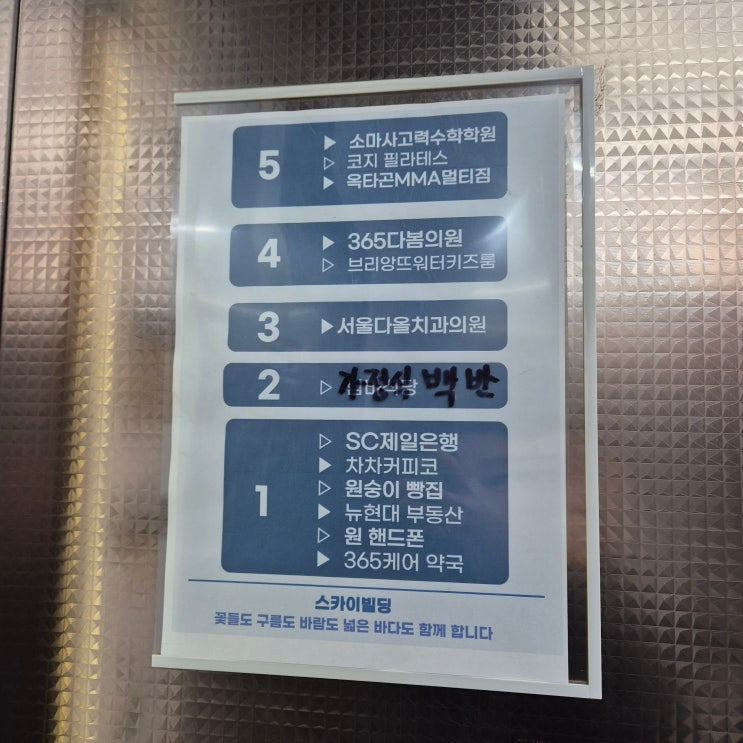 5
▶ 소마사고력수학학원
▷ 코지 필라테스
▶ 옥타곤MMA멀티짐
4
▶ 365다봄의원
▷ 브리앙뜨워터키즈룸
3
▶서울다올치과의원
2
▷ 가정식 백반
1
▷ SC제일은행
▶ 차차커피코
▷ 원숭이 빵집
▶ 뉴현대 부동산
▷ 원 핸드폰
▶ 365케어 약국
스카이빌딩
꽃들도 구름도 바람도 넓은 바다도 함께 합니다